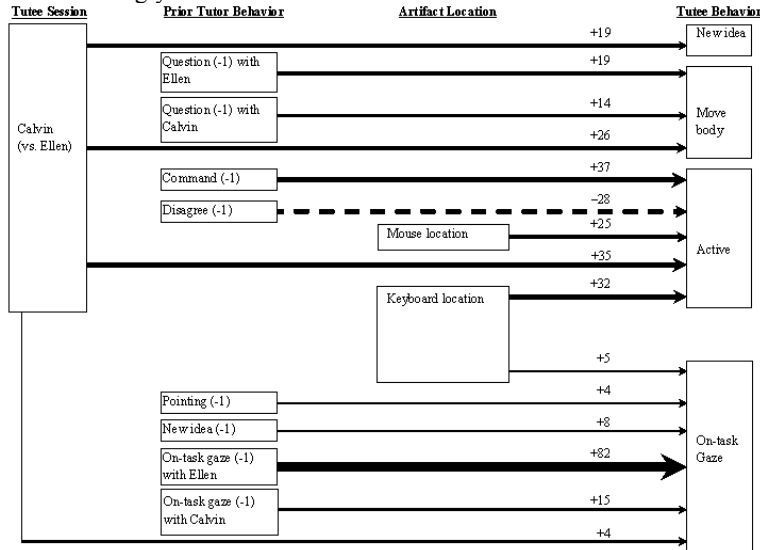 Tutee Session Prior Tutor Behavior Artifact Location Tutee Behavior
+19
New idea
Question (-1) with
Ellen
+19
Question (-1) with
Calvin
+14
Move
body
Calvin
(vs. Ellen)
+26
Command (-1)
+37
Disagree (-1)
–28
Mouse location
+25
Active
+35
Keyboard location
+32
+5
Pointing (-1)
+4
New idea (-1)
+8
On-task gaze (-1)
with Ellen
+82
On-task
Gaze
On-task gaze (-1)
with Calvin
+15
+4